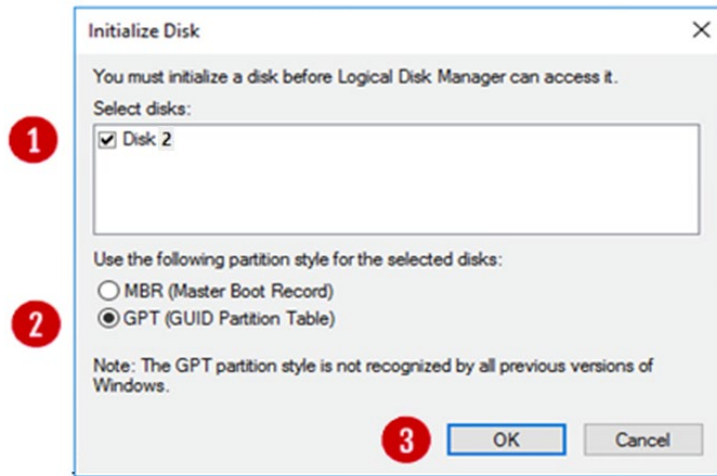 Initialize Disk
You must initialize a disk before Logical Disk Manager can access it.
Select disks:
1
Disk 2
Use the following partition style for the selected disks:
MBR (Master Boot Record)
2
GPT (GUID Partition Table)
Note: The GPT partition style is not recognized by all previous versions of
Windows.
3
OK
Cancel